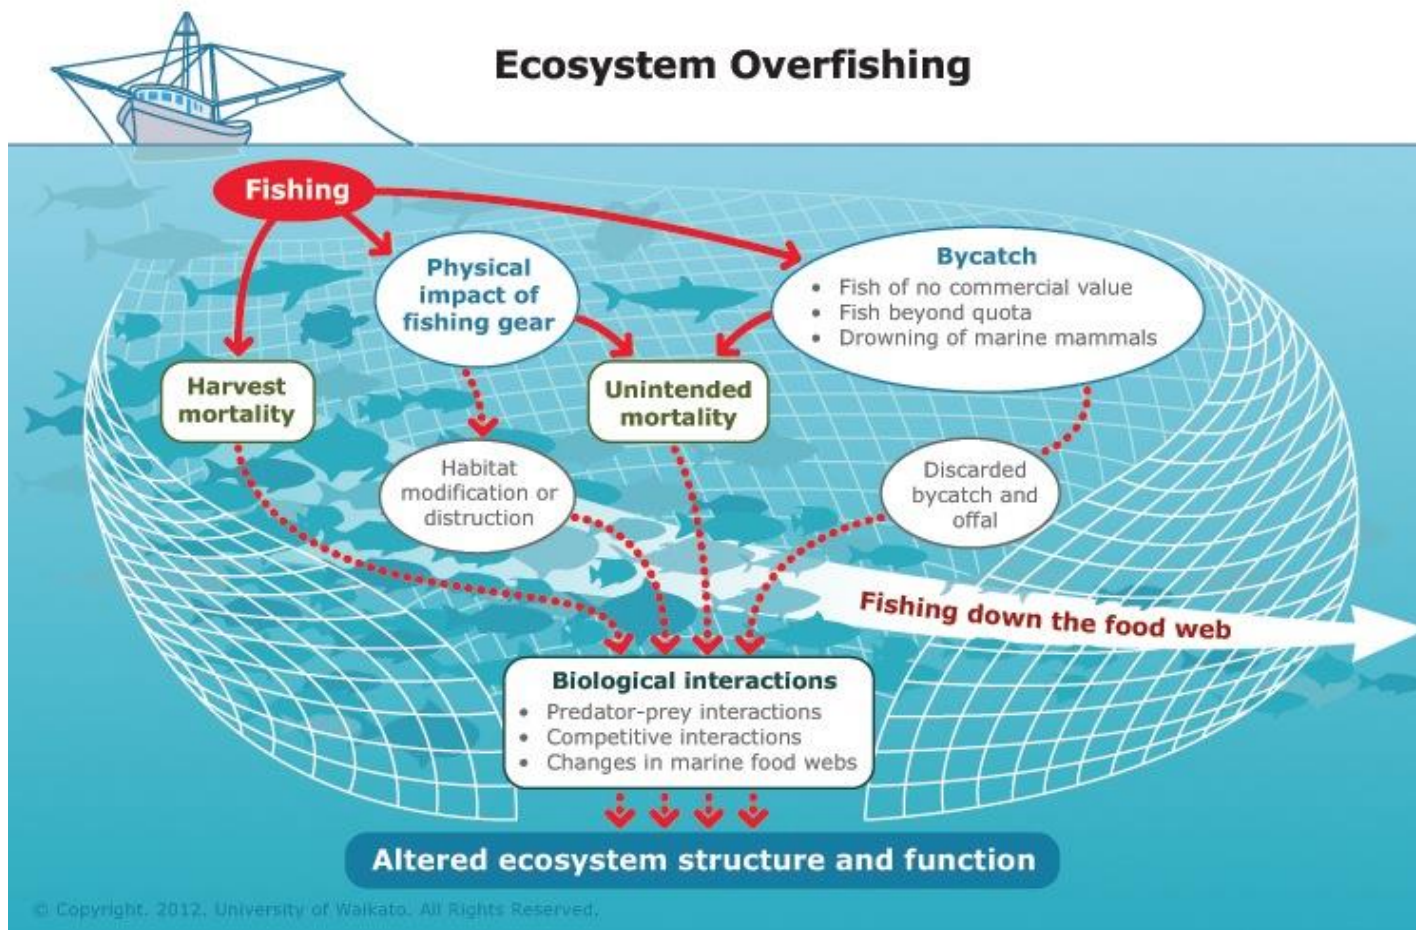 Ecosystem Overfishing
Fishing
Physical
impact of
fishing gear
Bycatch
• Fish of no commercial value
• Fish beyond quota
• Drowning of marine mammals
Harvest
mortality
Unintended
mortality
Habitat
modification or
distruction
Discarded
bycatch and
offal
Fishing down the food web
Biological interactions
• Predator-prey interactions
• Competitive interactions
• Changes in marine food webs
Altered ecosystem structure and function
© Copyright. 2012. University of Waikato. All Rights Reserved.